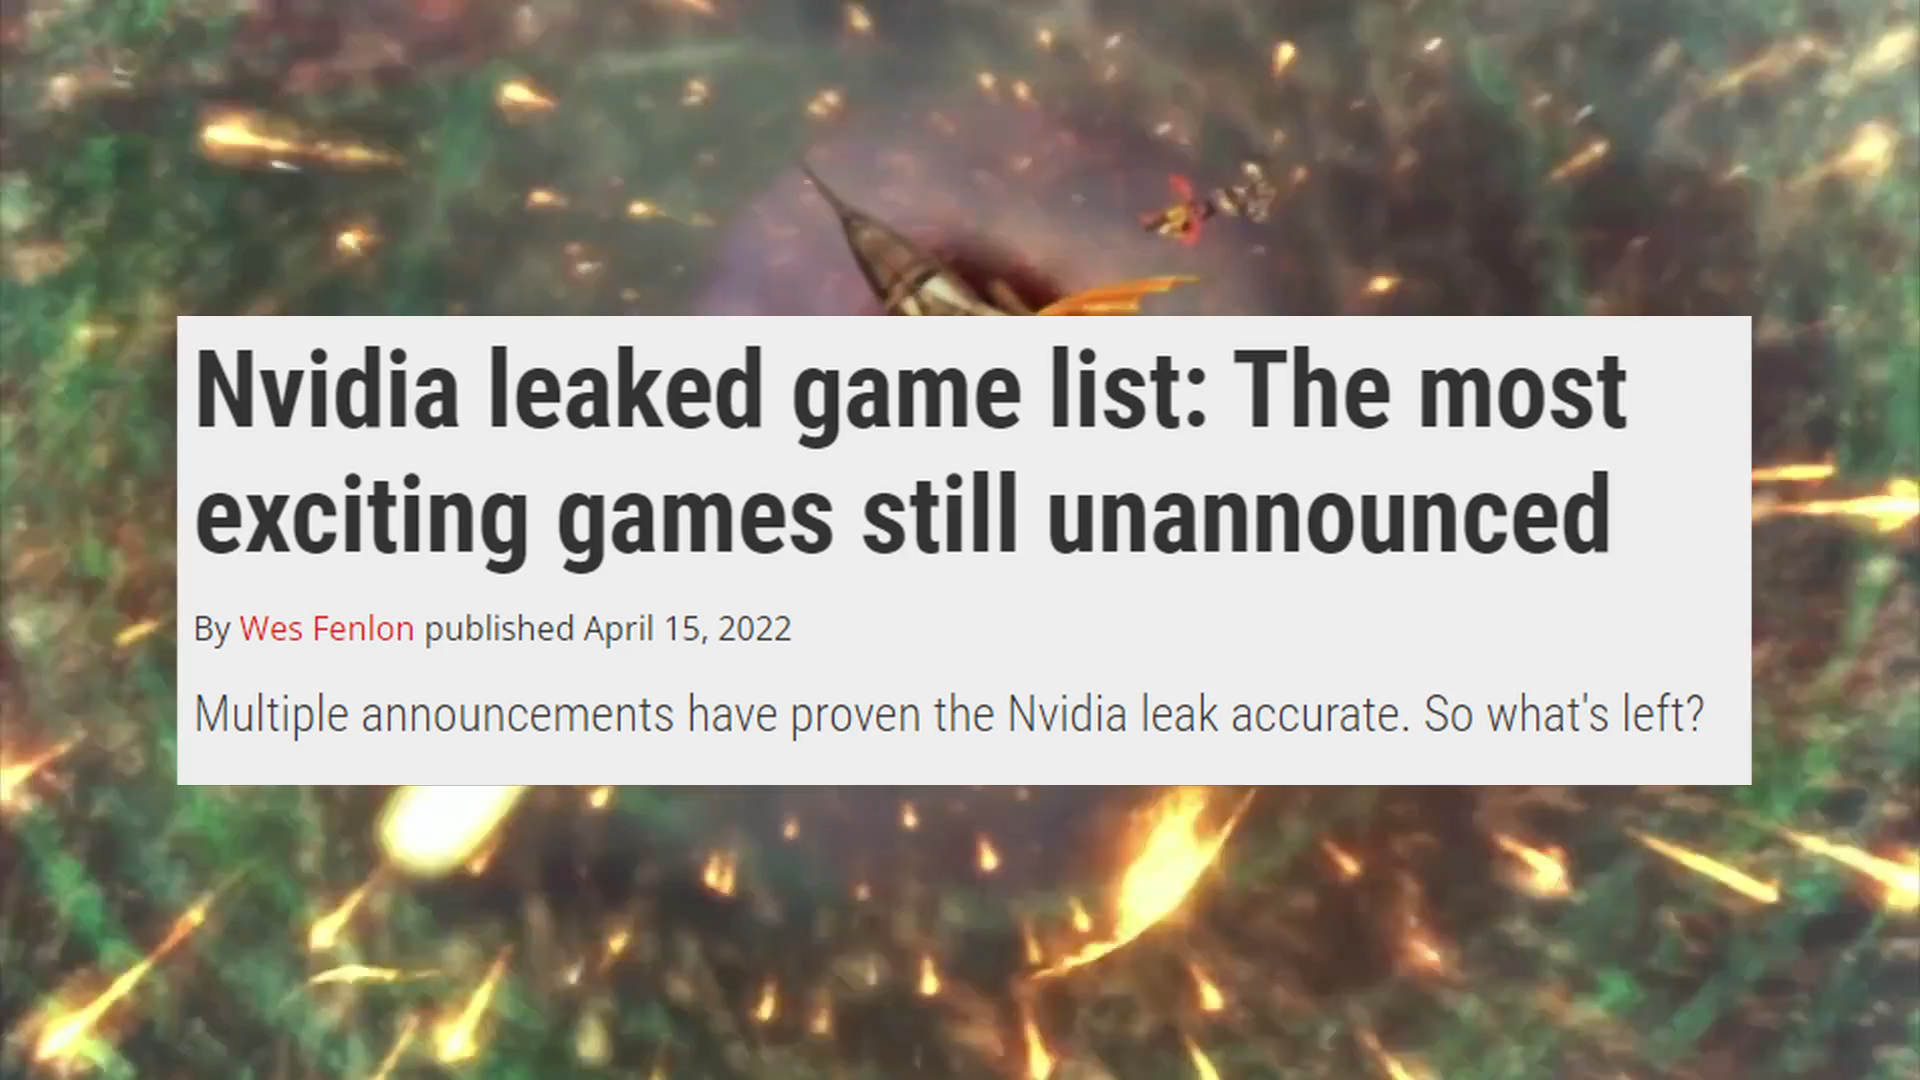 Nvidia leaked game list: The most
exciting games still unannounced
By Wes Fenlon published April 15, 2022
Multiple announcements have proven the Nvidia leak accurate. So what's left?